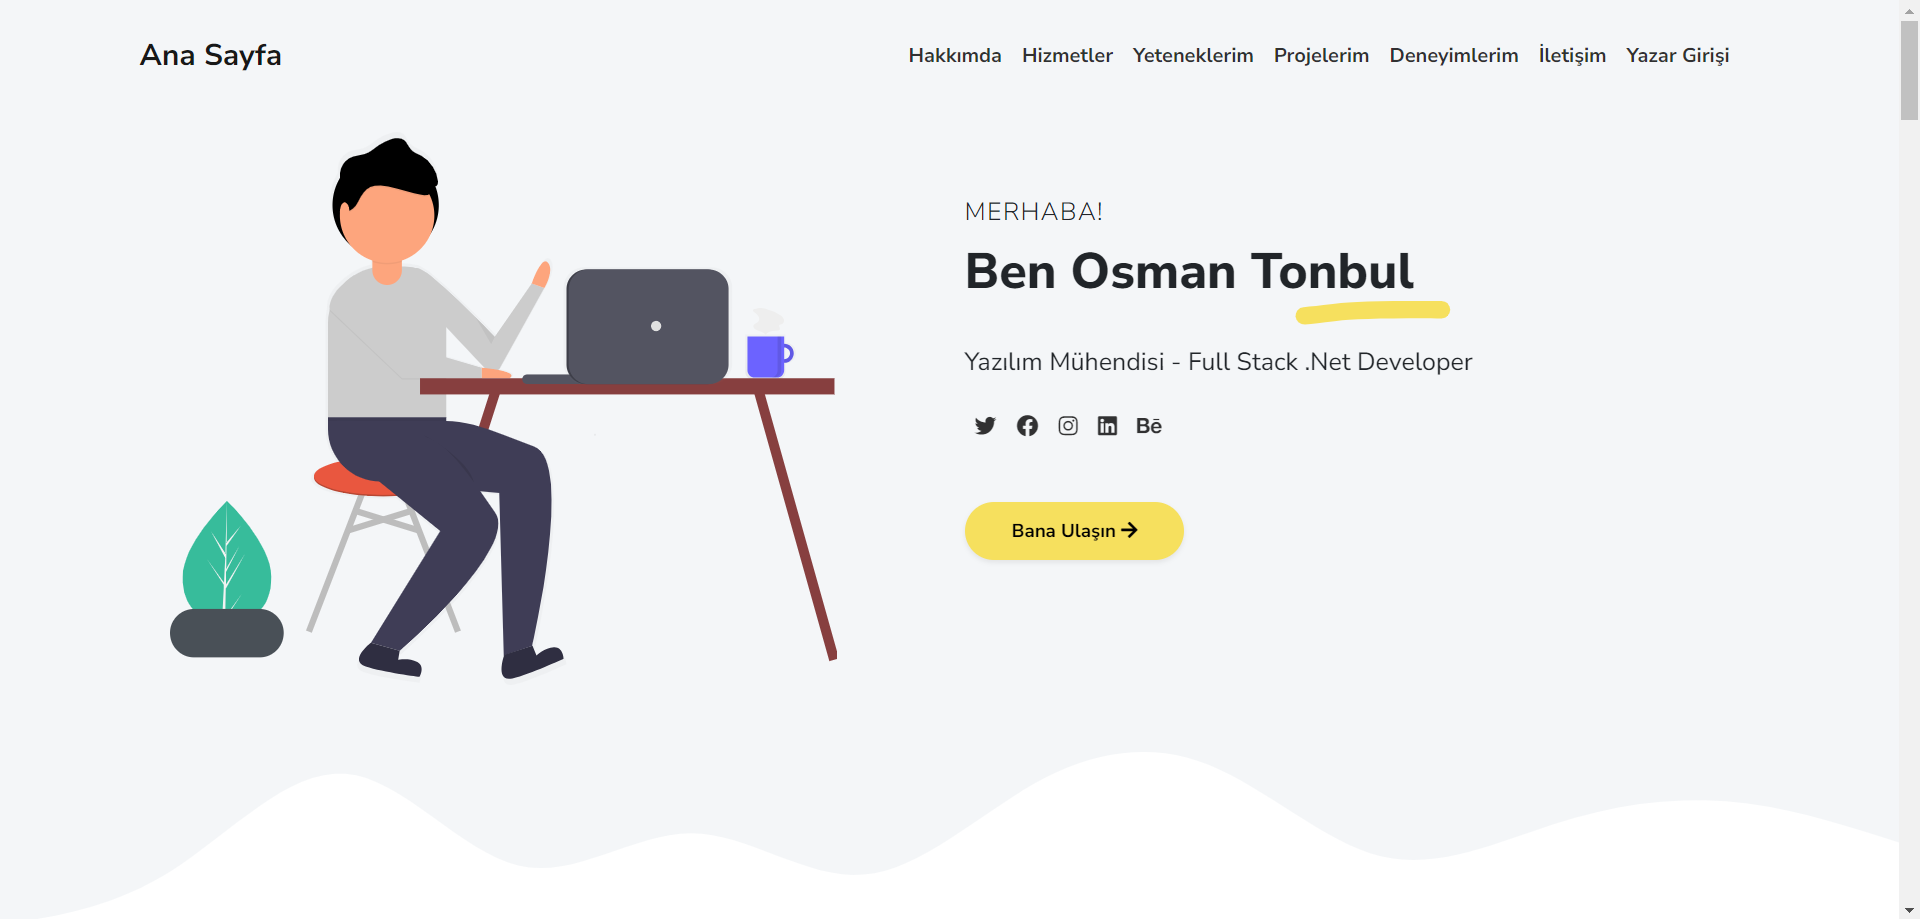 Ana Sayfa
Hakkımda Hizmetler Yeteneklerim Projelerim Deneyimlerim İletişim Yazar Girişi
MERHABA!
Ben Osman Tonbul
Yazılım Mühendisi - Full Stack .Net Developer
Bē
Bana Ulaşın